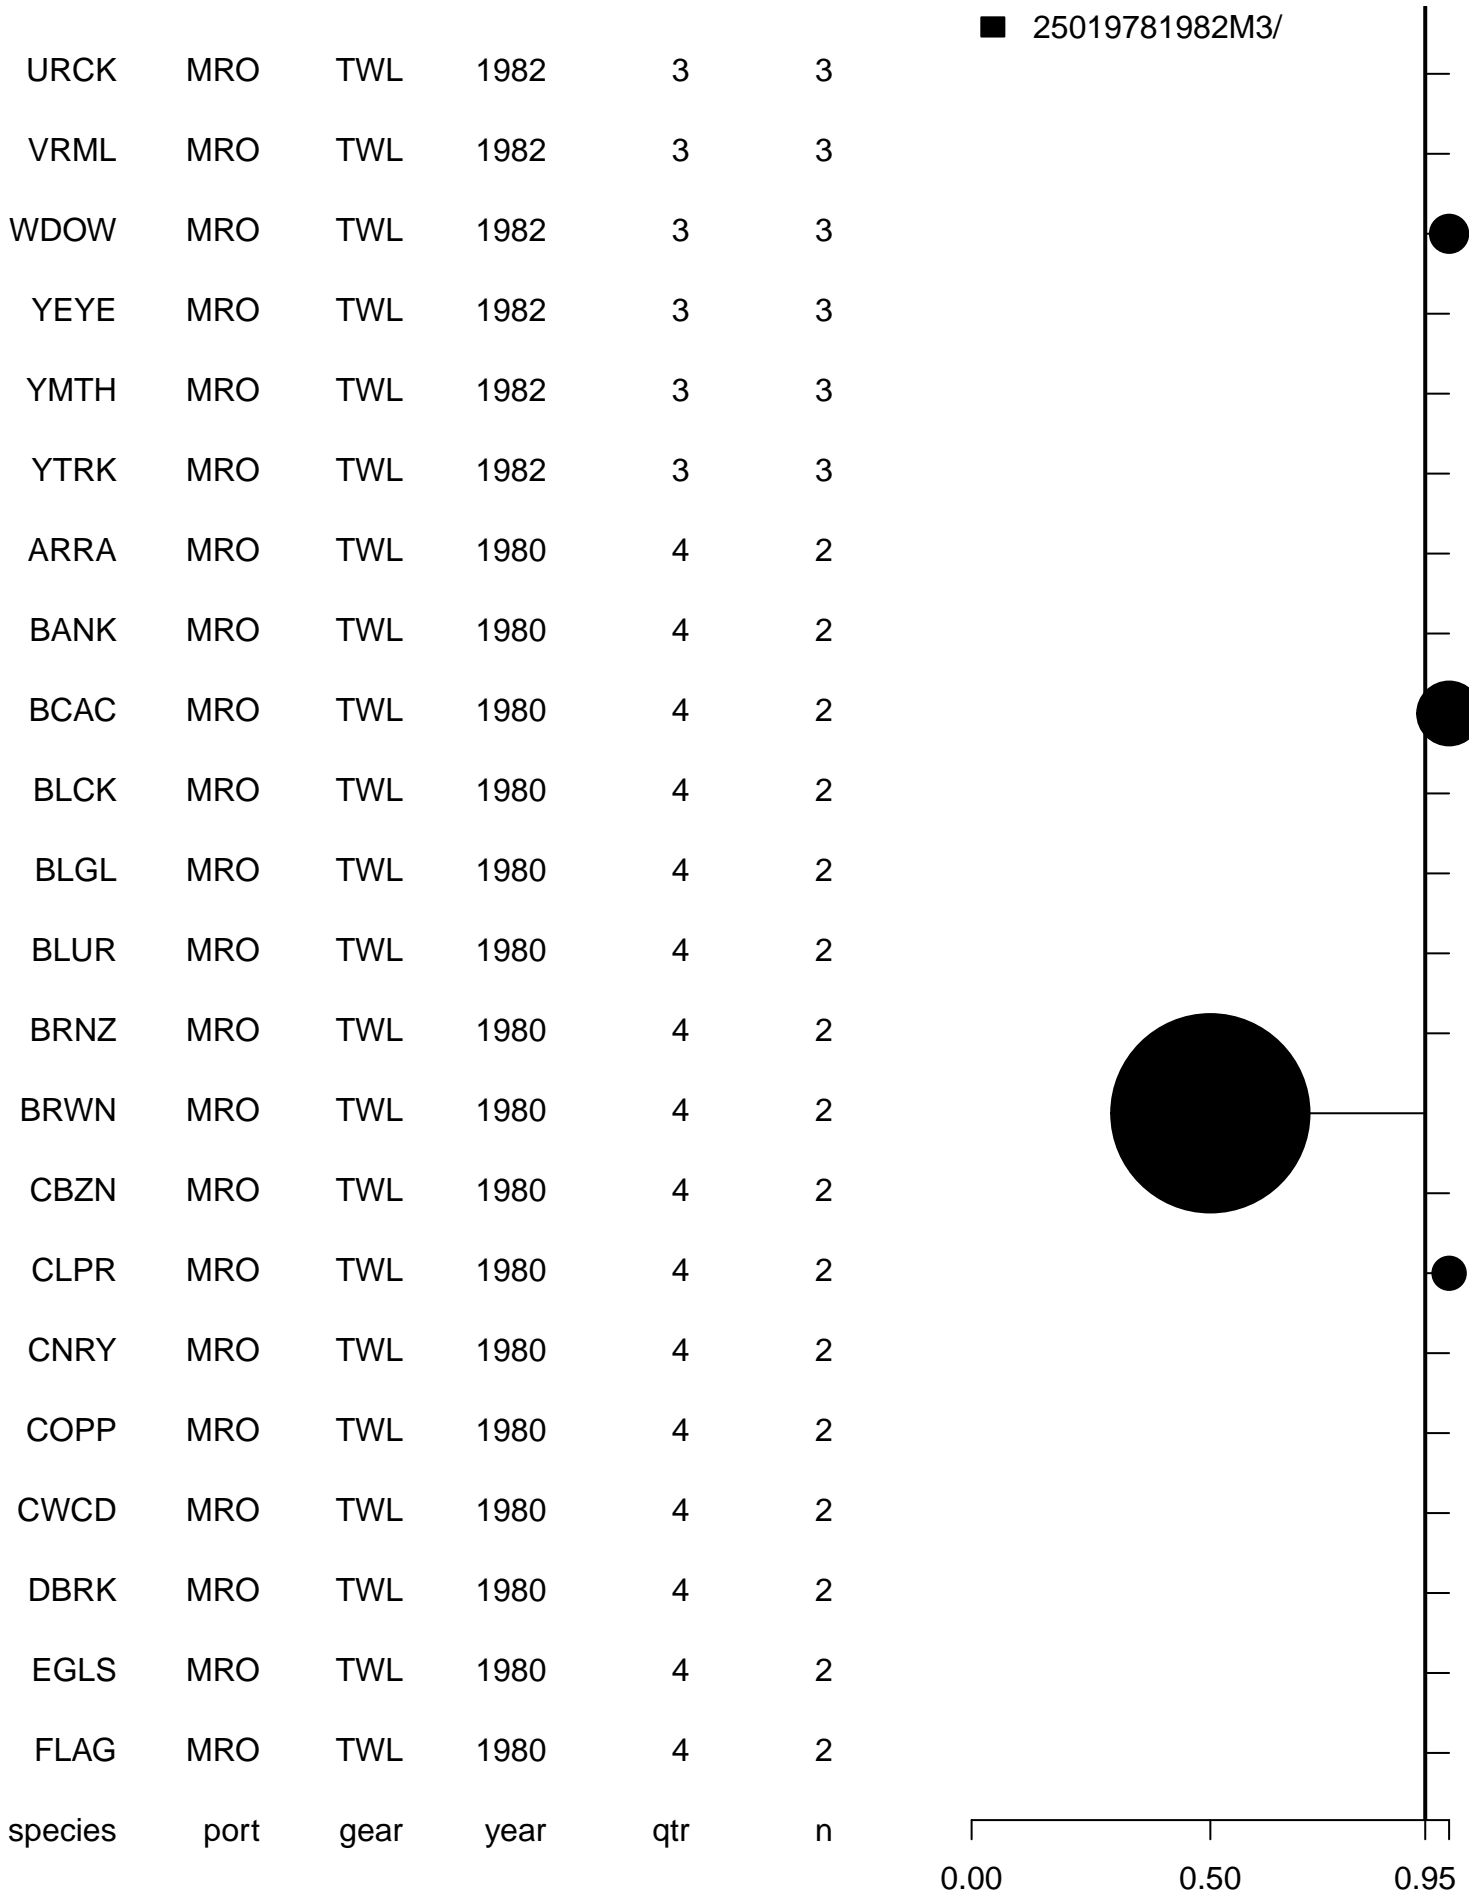 25019781982M3/
URCK MRO TWL 1982 3 3
VRML MRO TWL 1982 3 3
WDOW MRO TWL 1982 3 3
YEYE MRO TWL 1982 3 3
YMTH MRO TWL 1982 3 3
YTRK MRO TWL 1982 3 3
ARRA MRO TWL 1980 4 2
BANK MRO TWL 1980 4 2
BCAC MRO TWL 1980 4 2
BLCK MRO TWL 1980 4 2
BLGL MRO TWL 1980 4 2
BLUR MRO TWL 1980 4 2
BRNZ MRO TWL 1980 4 2
BRWN MRO TWL 1980 4 2
CBZN MRO TWL 1980 4 2
CLPR MRO TWL 1980 4 2
CNRY MRO TWL 1980 4 2
COPP MRO TWL 1980 4 2
CWCD MRO TWL 1980 4 2
DBRK MRO TWL 1980 4 2
EGLS MRO TWL 1980 4 2
FLAG MRO TWL 1980 4 2
species port gear year qtr n
0.00 0.50 0.95